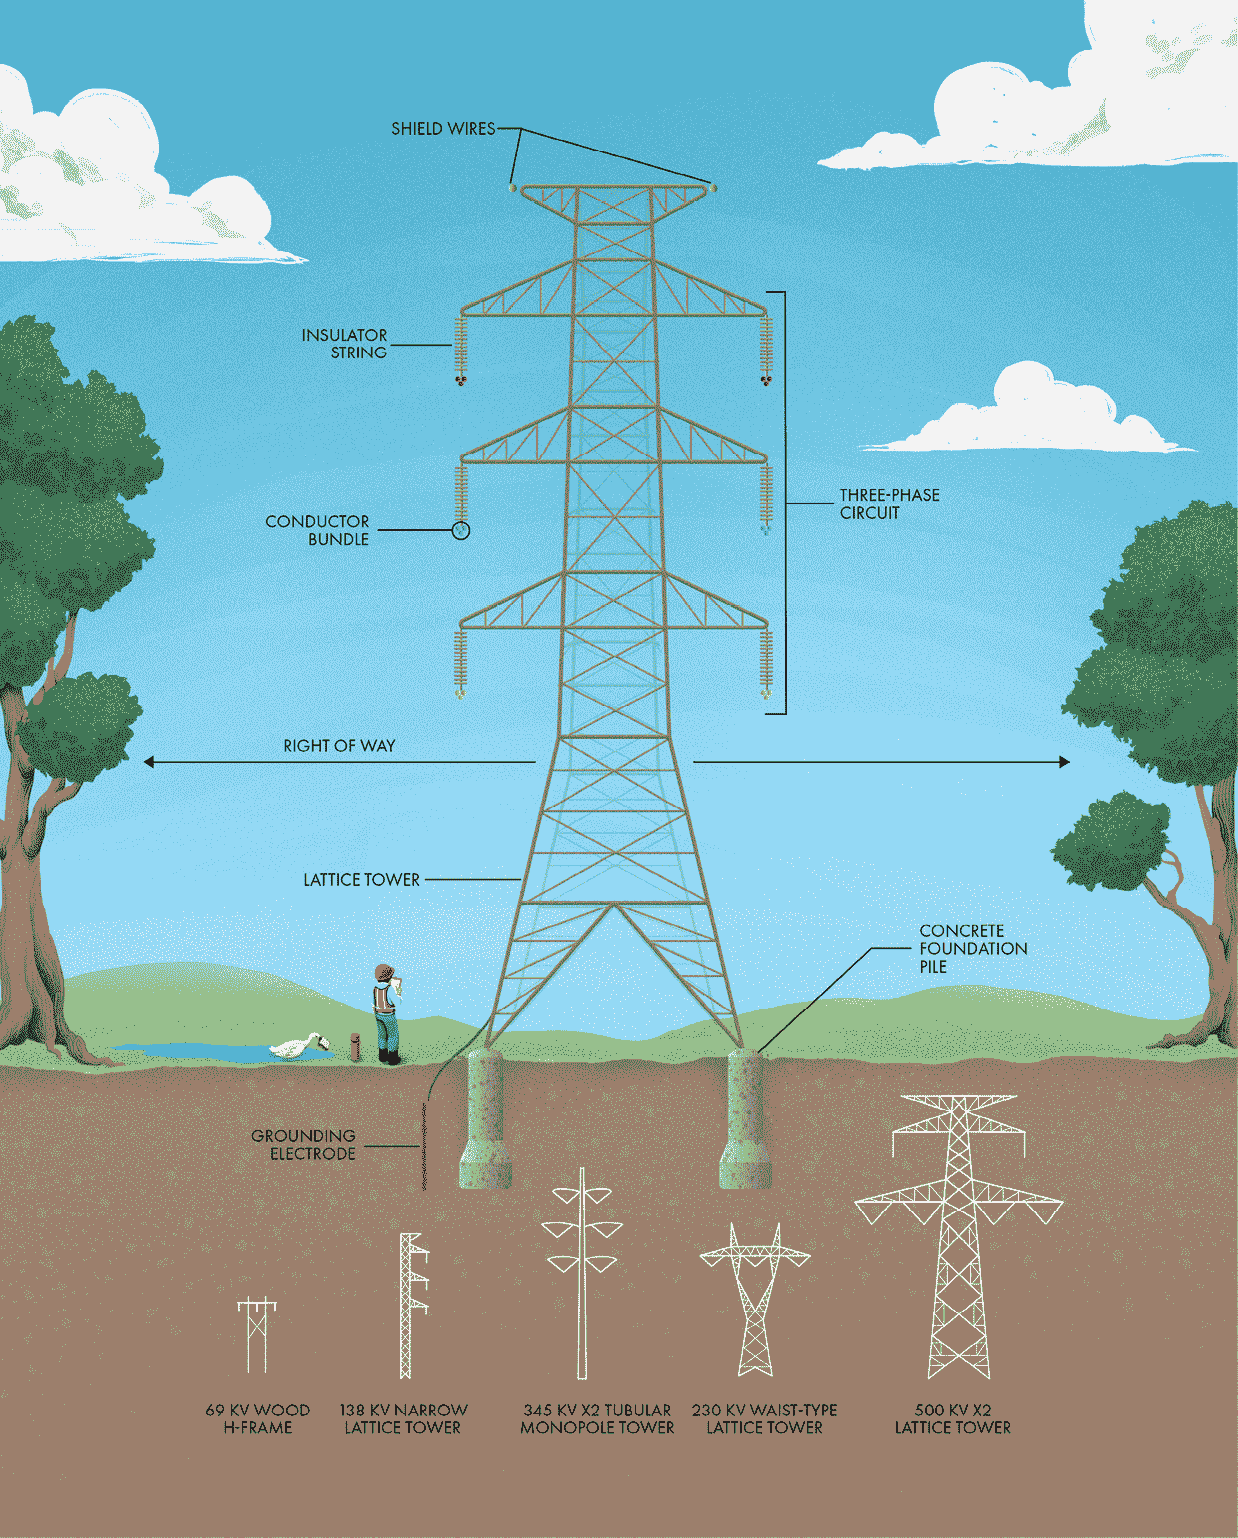 SHIELD WIRES
INSULATOR
STRING
THREE-PHASE
CIRCUIT
CONDUCTOR
BUNDLE
RIGHT OF WAY
LATTICE TOWER
CONCRETE
FOUNDATION
PILE
GROUNDING
ELECTRODE
69 KV WOOD
H-FRAME
138 KV NARROW
LATTICE TOWER
345 KV X2 TUBULAR
MONOPOLE TOWER
230 KV WAIST-TYPE
LATTICE TOWER
500 KV X2
LATTICE TOWER